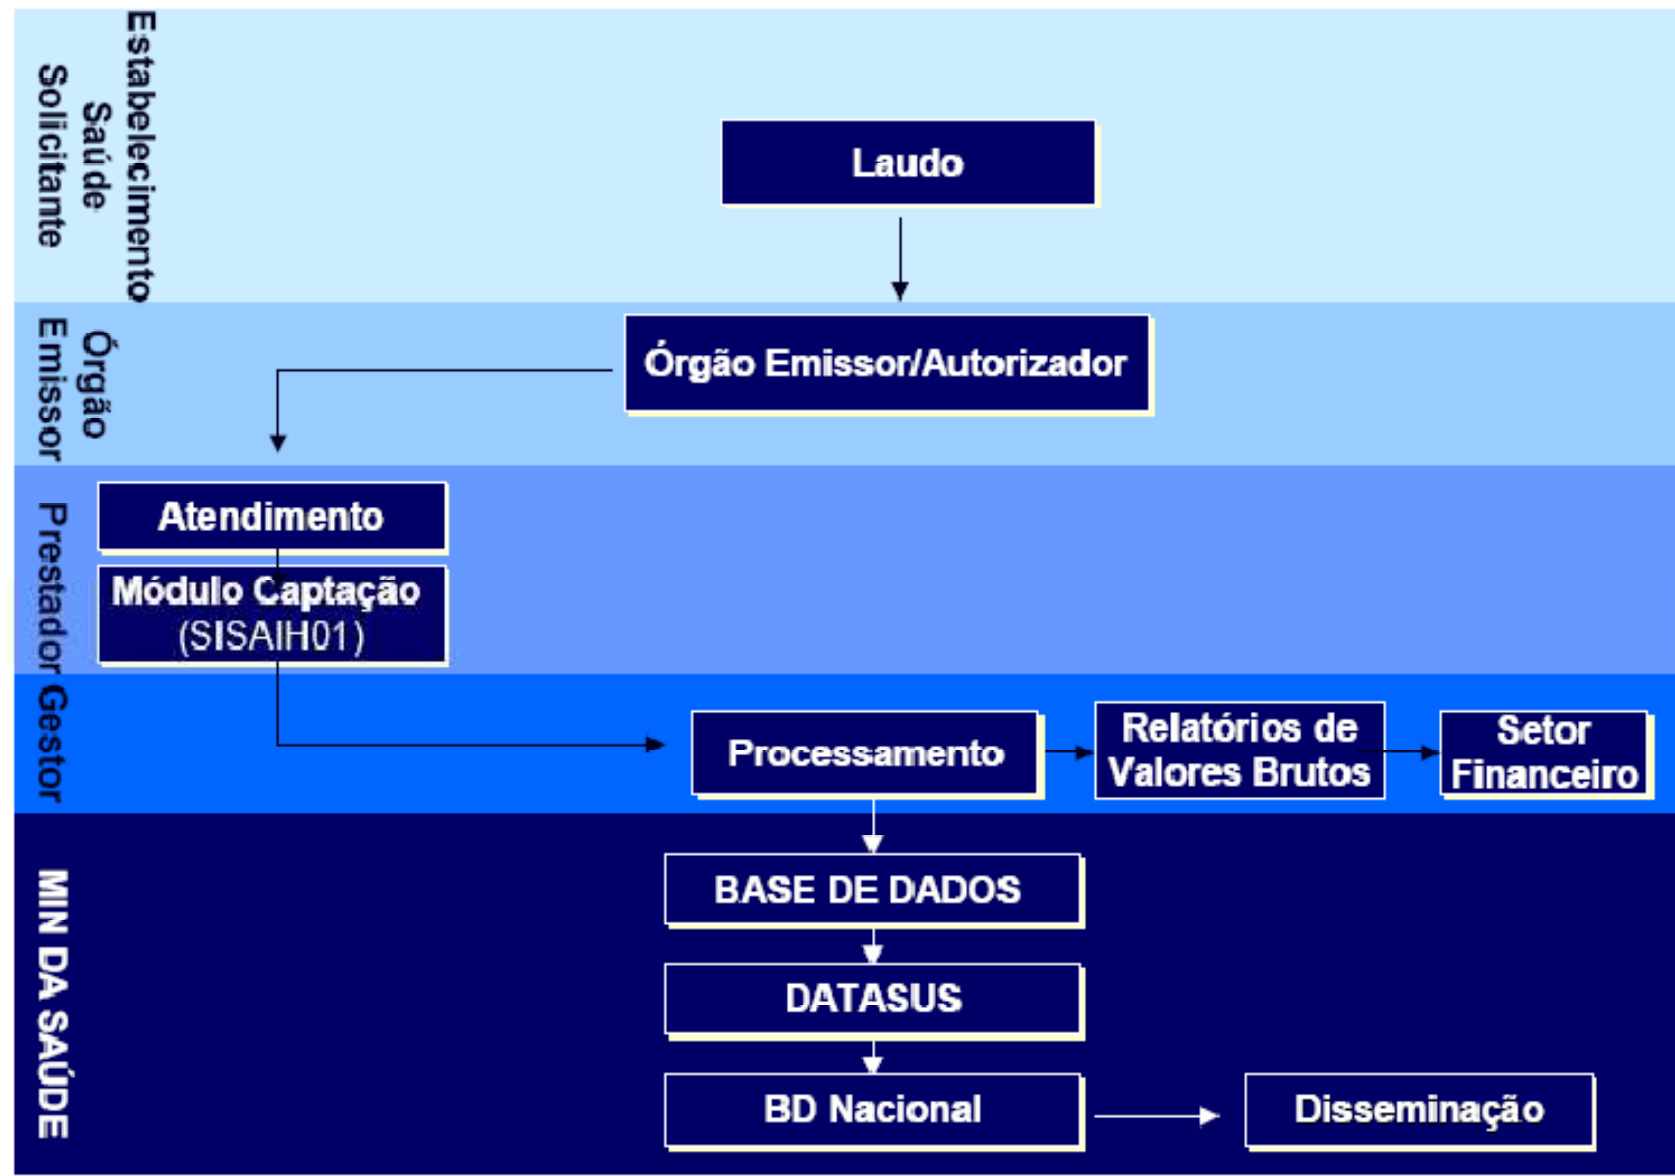 Estabelecimento
Saúde
Solicitante
Laudo
Órgão
Emissor
Órgão Emissor/Autorizador
Prestador
Atendimento
Módulo Captação
(SISAIH01)
Gestor
Processamento
Relatórios de
Valores Brutos
Setor
Financeiro
MIN DA SAÚDE
BASE DE DADOS
DATASUS
BD Nacional
Disseminação